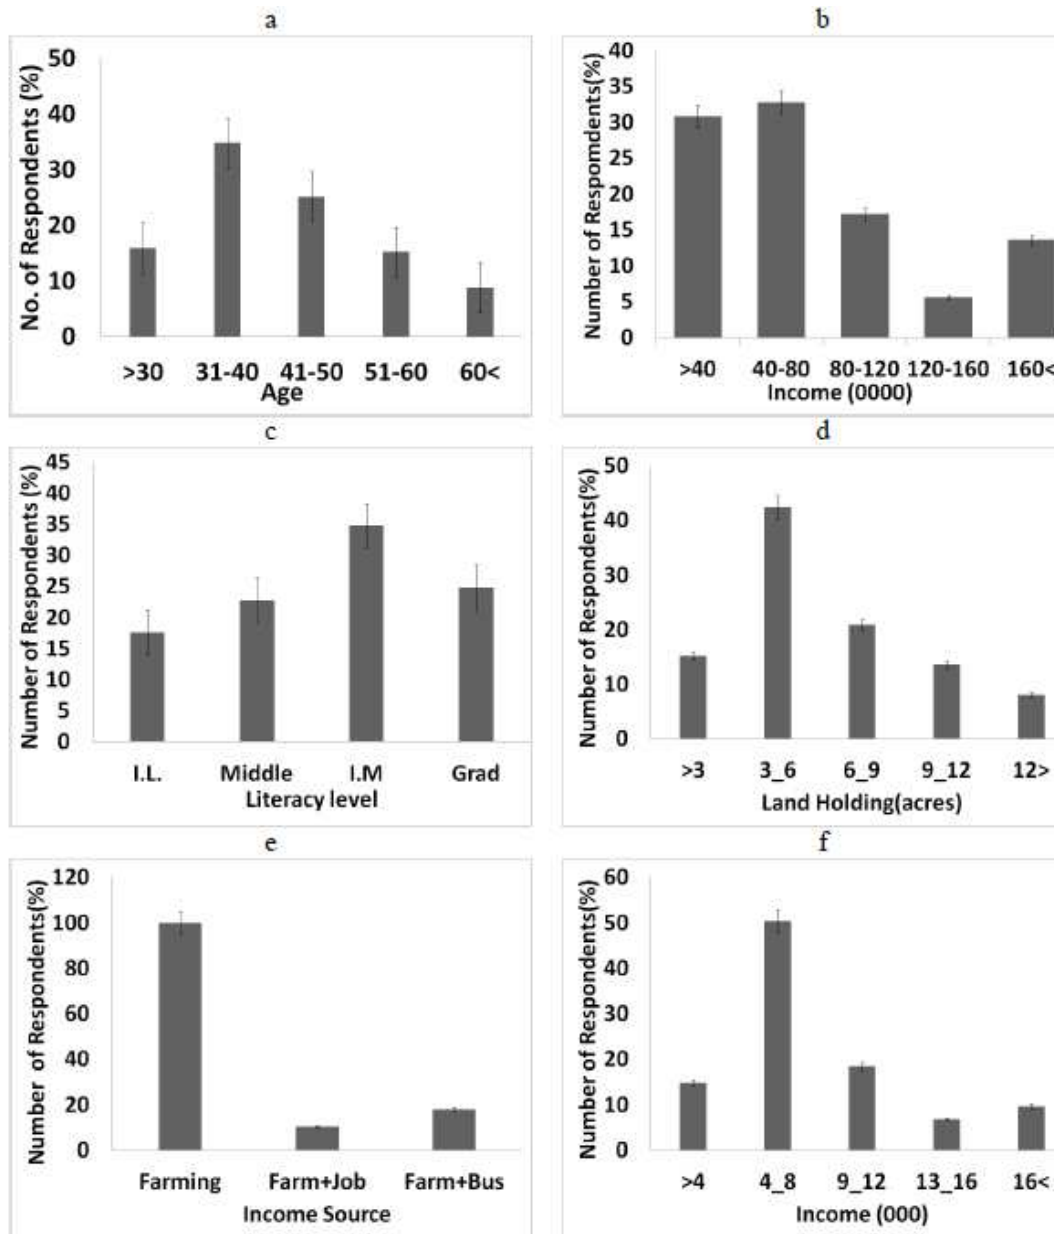 a
No. of Respondents (%)
50
40
30
20
10
0
>30 31-40 41-50 51-60 60<
Age
b
Number of Respomdents(%)
40
35
30
25
20
15
10
5
0
>40 40-80 80-120 120-160 160<
Income (0000)
c
Number of Respondents (%)
45
40
35
30
25
20
15
10
5
0
I.L. Middle I.M Grad
Literacy level
d
Number of Respondents(%)
50
40
30
20
10
0
>3 3_6 6_9 9_12 12>
Land Holding(acres)
e
Number of Respondents(%)
120
100
80
60
40
20
0
Farming Farm+Job Farm+Bus
Income Source
f
Number of Respondents(%)
60
50
40
30
20
10
0
>4 4_8 9_12 13_16 16<
Income (000)